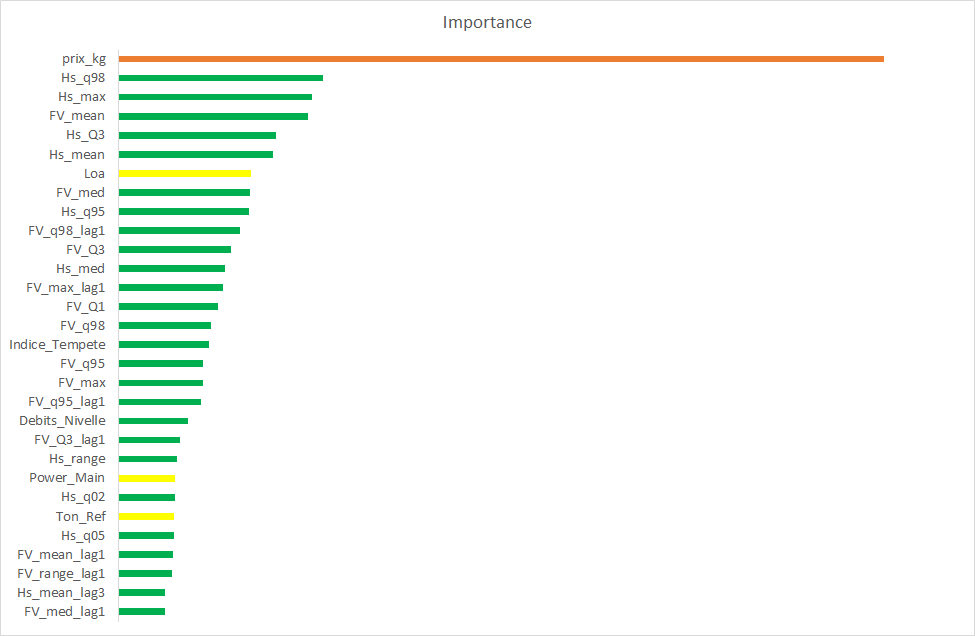 Importance
prix_kg
Hs_q98
Hs_max
FV_mean
Hs_Q3
Hs_mean
Loa
FV_med
Hs_q95
FV_q98_lag1
FV_Q3
Hs_med
FV_max_lag1
FV_Q1
FV_q98
Indice_Tempete
FV_q95
FV_max
FV_q95_lag1
Debits_Nivelle
FV_Q3_lag1
Hs_range
Power_Main
Hs_q02
Ton_Ref
Hs_q05
FV_mean_lag1
FV_range_lag1
Hs_mean_lag3
FV_med_lag1